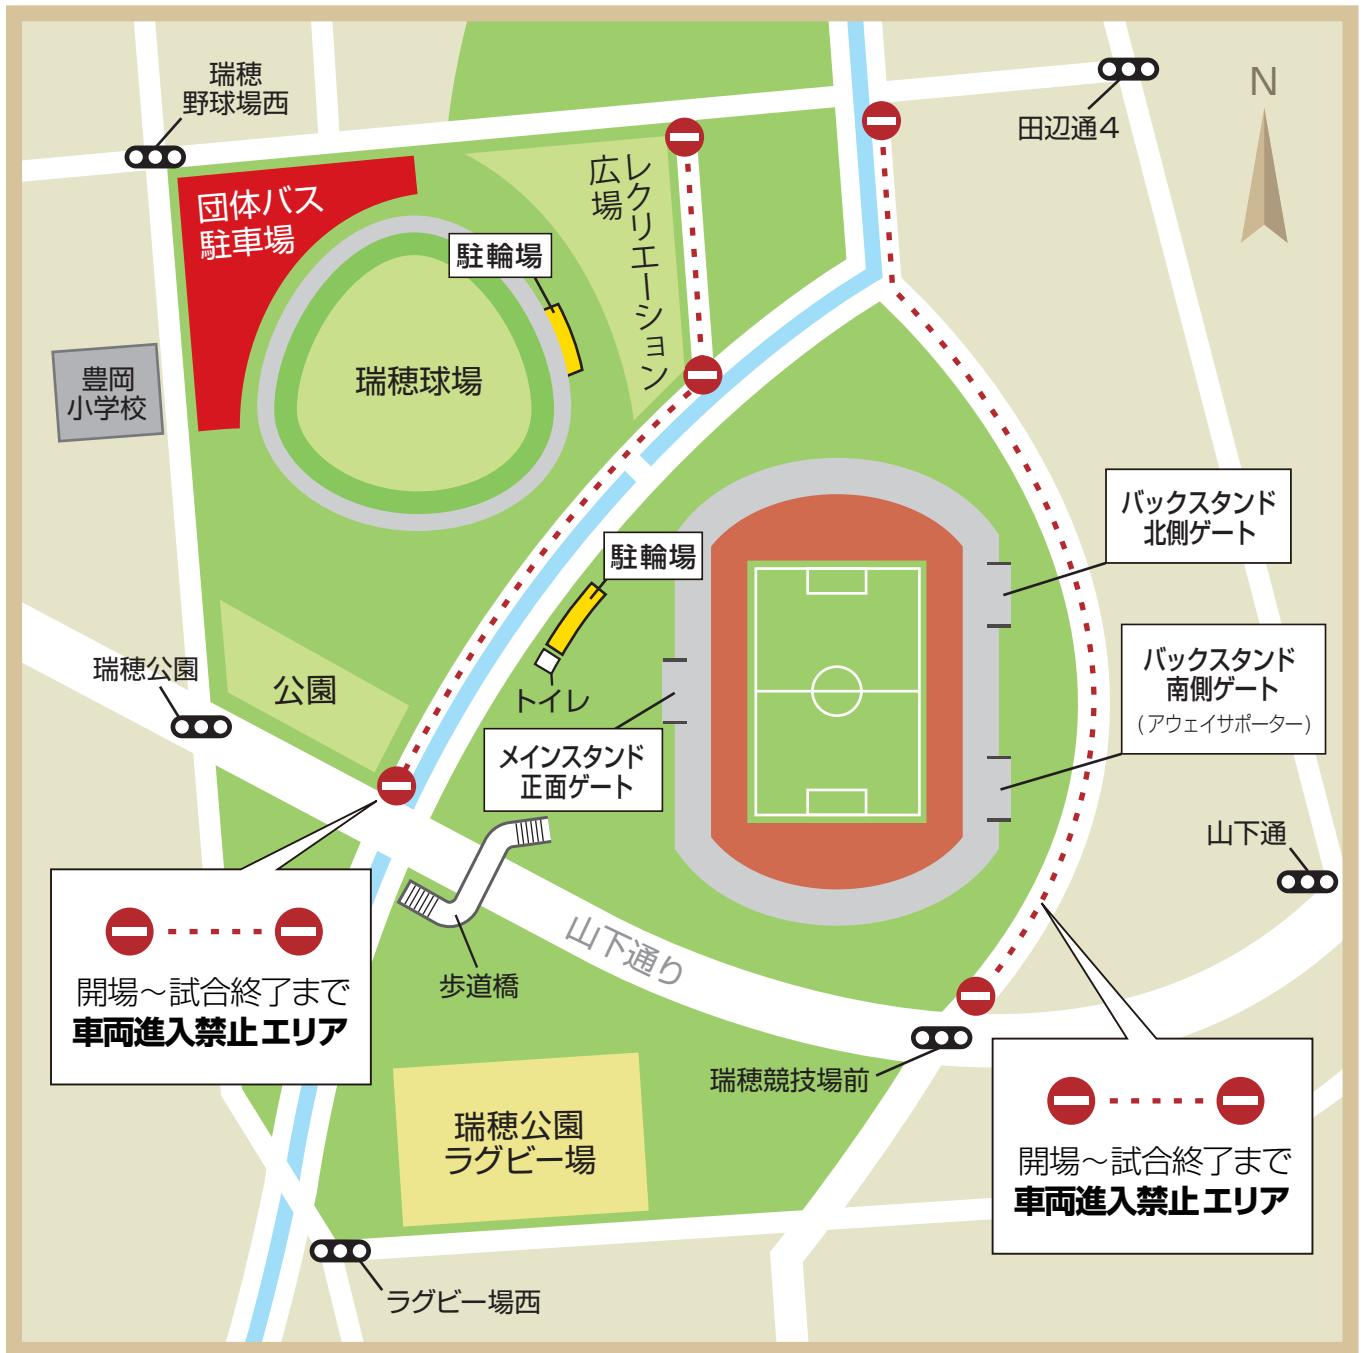 瑞穂
野球場西
田辺通4
N
団体バス
駐車場
レクリエーション
広場
駐輪場
豊岡
小学校
瑞穂球場
バックスタンド
北側ゲート
駐輪場
バックスタンド
南側ゲート
(アウェイサポーター)
瑞穂公園
公園
トイレ
メインスタンド
正面ゲート
山下通
開場～試合終了まで
車両進入禁止エリア
山下通り
歩道橋
瑞穂競技場前
瑞穂公園
ラグビー場
開場～試合終了まで
車両進入禁止エリア
ラグビー場西